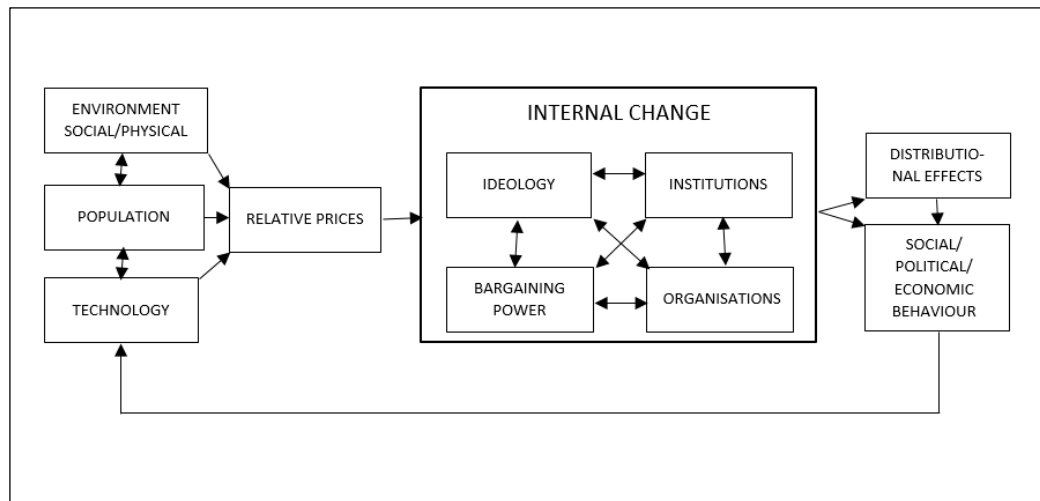 ENVIRONMENT
SOCIAL/PHYSICAL
POPULATION
TECHNOLOGY
RELATIVE PRICES
INTERNAL CHANGE
IDEOLOGY
INSTITUTIONS
BARGAINING
POWER
ORGANISATIONS
DISTRIBUTIO-
NAL EFFECTS
SOCIAL/
POLITICAL/
ECONOMIC
BEHAVIOUR